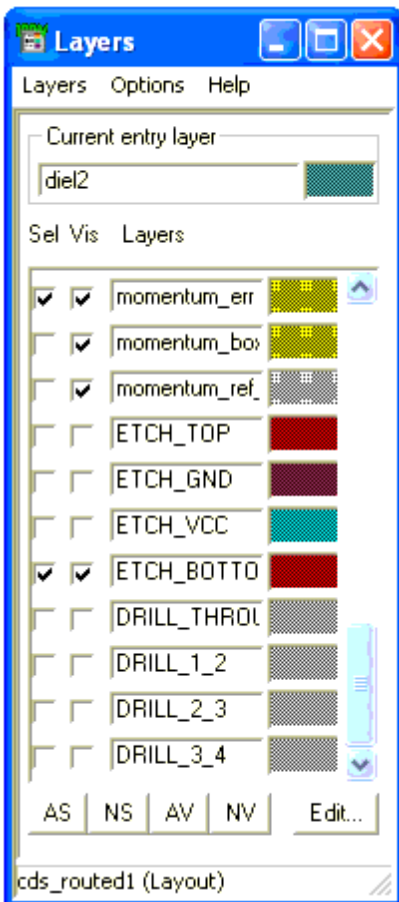 Layers
Layers Options Help
Current entry layer
diel2
Sel Vis Layers
momentum_err
momentum_box
momentum_ref_
ETCH_TOP
ETCH_GND
ETCH_VCC
ETCH_BOTTO
DRILL_THROU
DRILL_1_2
DRILL_2_3
DRILL_3_4
AS NS AV NV Edit...
cds_routed1 (Layout)